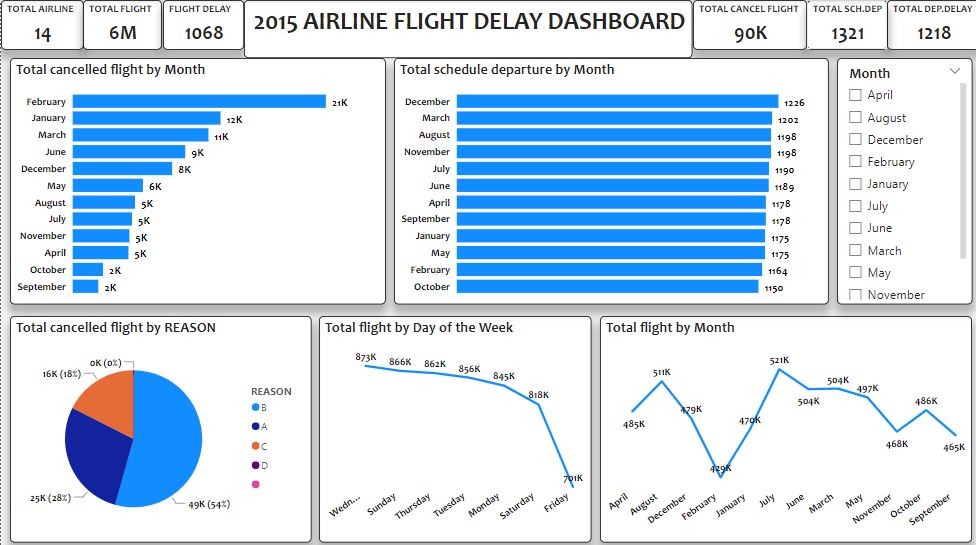 TOTAL AIRLINE
14
TOTAL FLIGHT
6M
FLIGHT DELAY
1068
2015 AIRLINE FLIGHT DELAY DASHBOARD
TOTAL CANCEL FLIGHT
90K
TOTAL SCH.DEP
1321
TOTAL DEP.DELAY
1218
Total cancelled flight by Month
February 21K
January 12K
March 11K
June 9K
December 8K
May 6K
August 5K
July 5K
November 5K
April 5K
October 2K
September 2K
Total schedule departure by Month
December 1226
March 1202
August 1198
November 1198
July 1190
June 1189
April 1178
September 1178
January 1175
May 1175
February 1164
October 1150
Month
April
August
December
February
January
July
June
March
May
November
Total cancelled flight by REASON
0K (0%)
16K (18%)
25K (28%)
49K (54%)
REASON
B
A
C
D
Total flight by Day of the Week
873K
866K
862K
856K
845K
818K
701K
Wedn...
Sunday
Thursday
Tuesday
Monday
Saturday
Friday
Total flight by Month
485K
511K
479K
429K
470K
521K
504K
504K
497K
468K
486K
465K
April
August
December
February
January
July
June
March
May
November
October
September